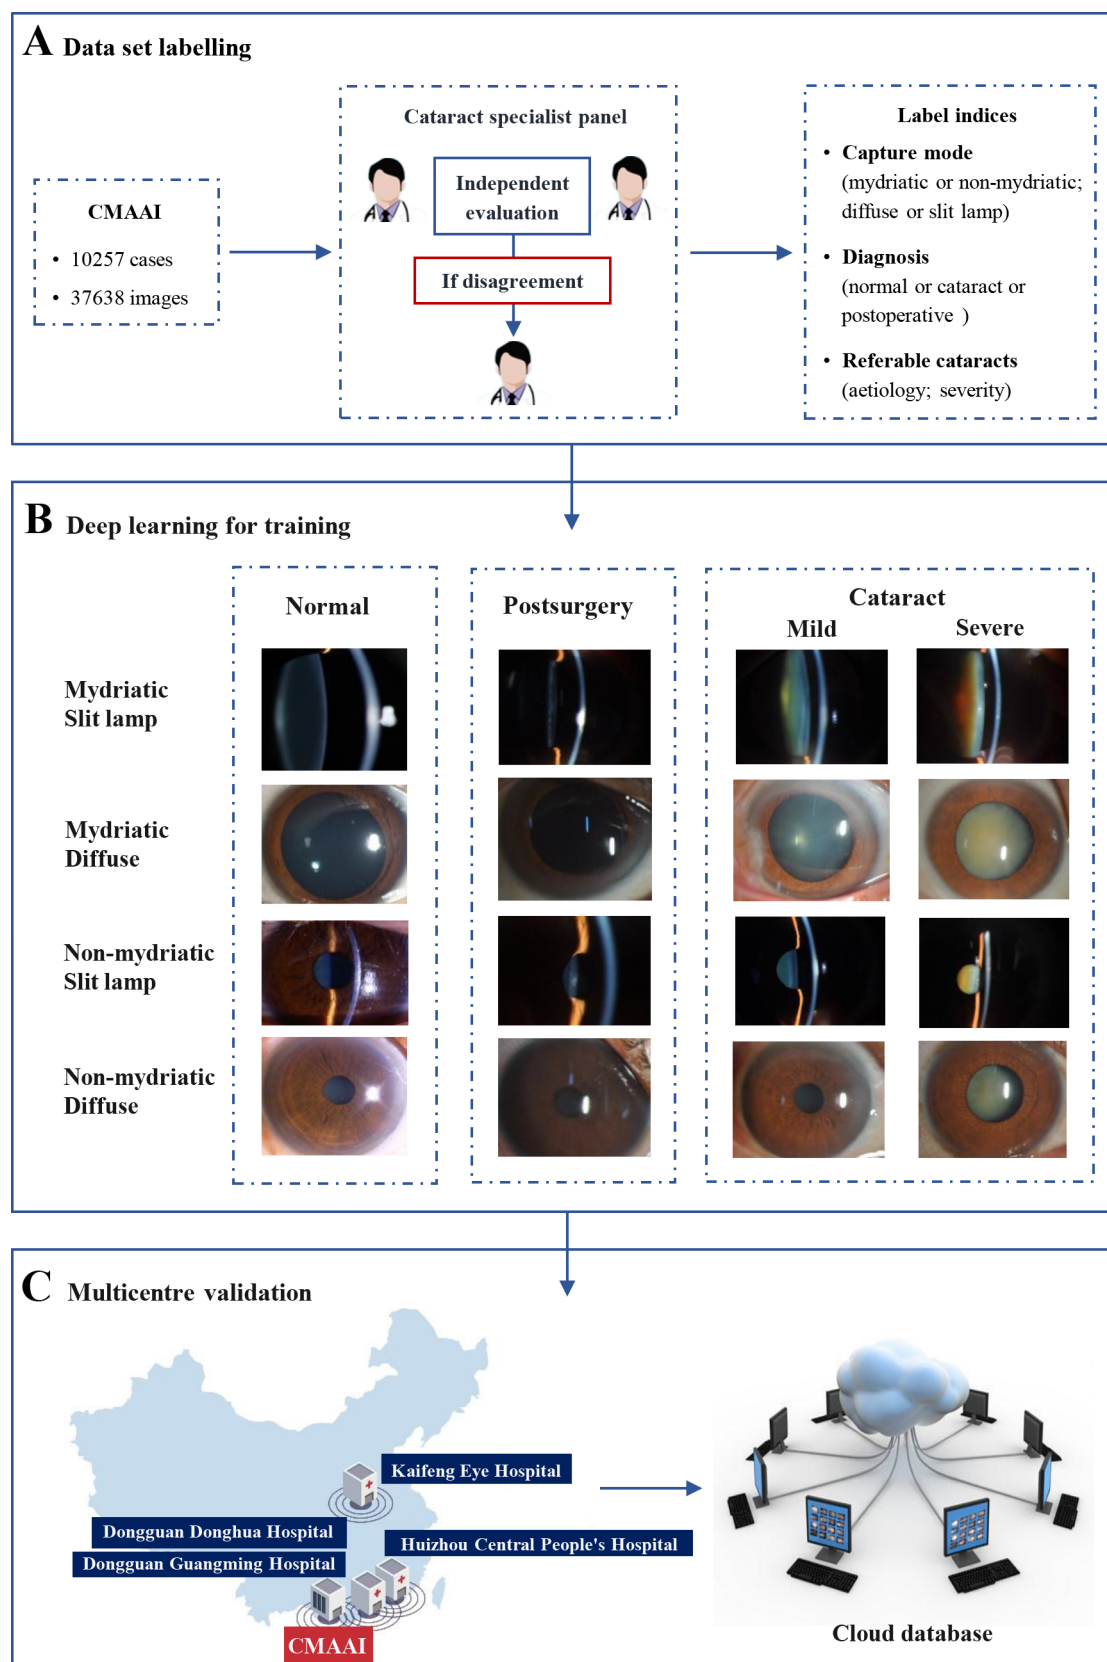 A Data set labelling
CMAAI
• 10257 cases
• 37638 images
Cataract specialist panel
Independent
evaluation
If disagreement
Label indices
• Capture mode
(mydriatic or non-mydriatic;
diffuse or slit lamp)
• Diagnosis
(normal or cataract or
postoperative )
• Referable cataracts
(aetiology; severity)
B Deep learning for training
Normal
Postsurgery
Cataract
Mild
Severe
Mydriatic
Slit lamp
Mydriatic
Diffuse
Non-mydriatic
Slit lamp
Non-mydriatic
Diffuse
C Multicentre validation
Kaifeng Eye Hospital
Dongguan Donghua Hospital
Dongguan Guangming Hospital
Huizhou Central People's Hospital
CMAAI
Cloud database